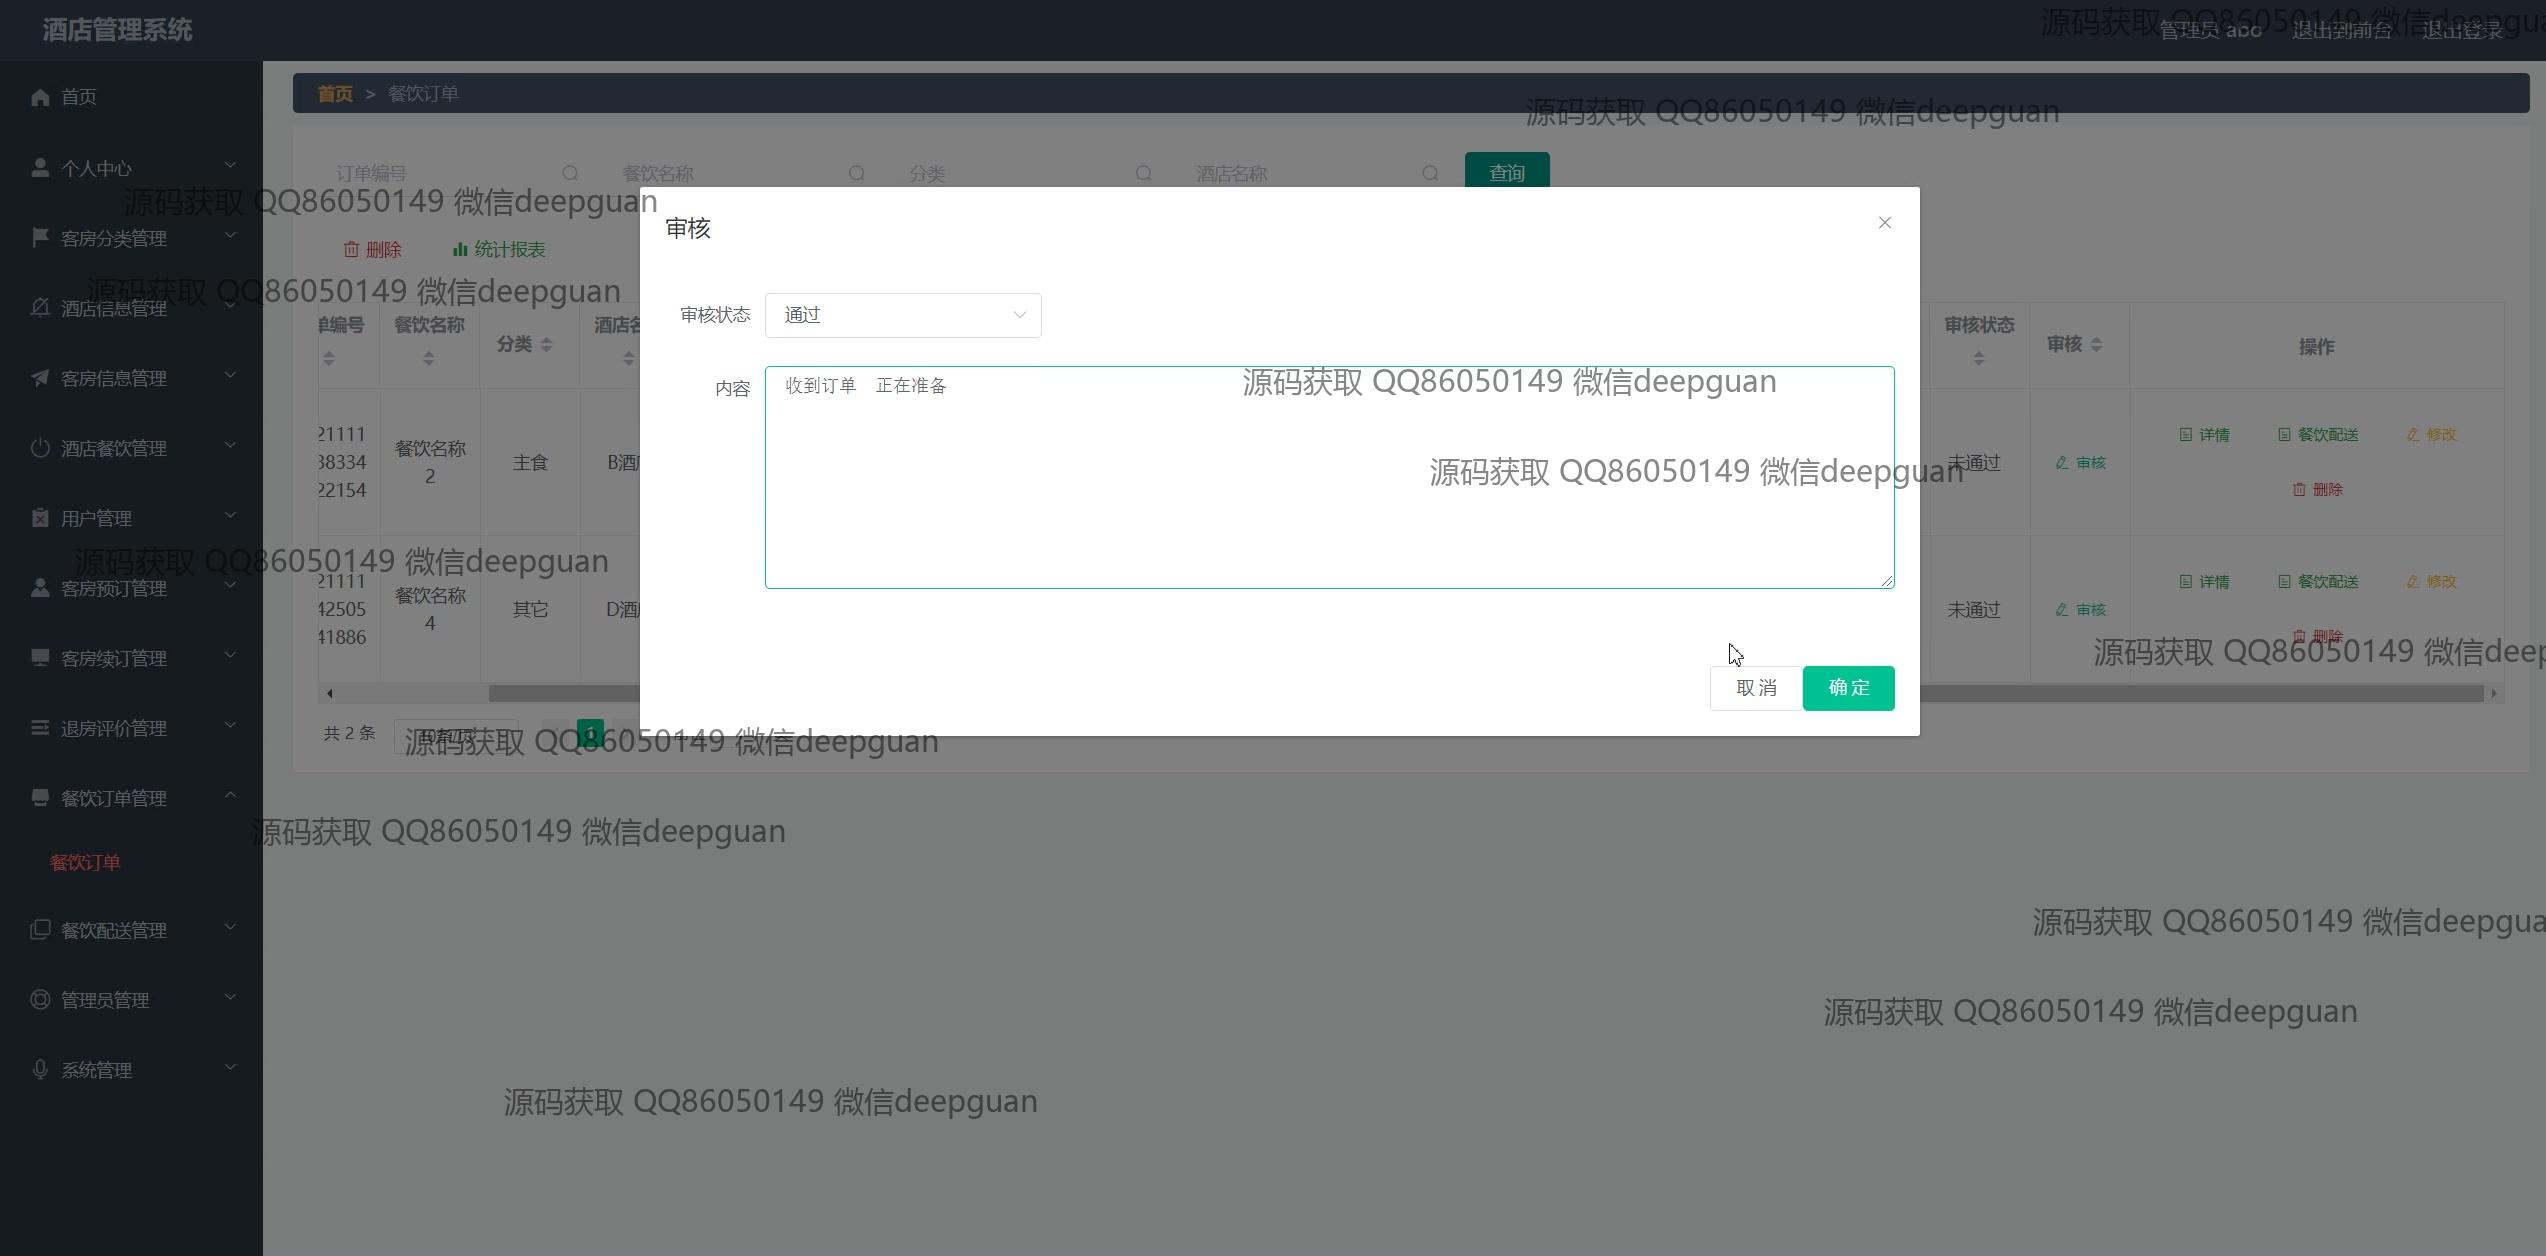 酒店管理系统
管理员 abo 退出到前台 退出登录
源码获取 QQ86050149 微信deepgua
首页
个人中心
客房分类管理
酒店信息管理
客房信息管理
酒店餐饮管理
用户管理
客房预订管理
客房续订管理
退房评价管理
餐饮订单管理
餐饮订单
餐饮配送管理
管理员管理
系统管理
首页 > 餐饮订单
源码获取 QQ86050149 微信deepguan
订单编号 餐饮名称 分类 酒店名称 查询
源码获取 QQ86050149 微信deepguan
删除 统计报表
源码获取 QQ86050149 微信deepguan
单编号 餐饮名称 分类 酒店名 审核状态 审核 操作
21111
38334
22154
餐饮名称
2
主食
B酒店
未通过
审核
详情 餐饮配送 修改
删除
源码获取 QQ86050149 微信deepguan
21111
42505
41886
餐饮名称
4
其它
D酒店
未通过
审核
详情 餐饮配送 修改
删除
源码获取 QQ86050149 微信deep
共 2 条 10条/页 1
审核
审核状态 通过
内容 收到订单 正在准备
源码获取 QQ86050149 微信deepguan
源码获取 QQ86050149 微信deepguan
取消 确定
源码获取 QQ86050149 微信deepguan
源码获取 QQ86050149 微信deepguan
源码获取 QQ86050149 微信deepgua
源码获取 QQ86050149 微信deepguan
源码获取 QQ86050149 微信deepguan